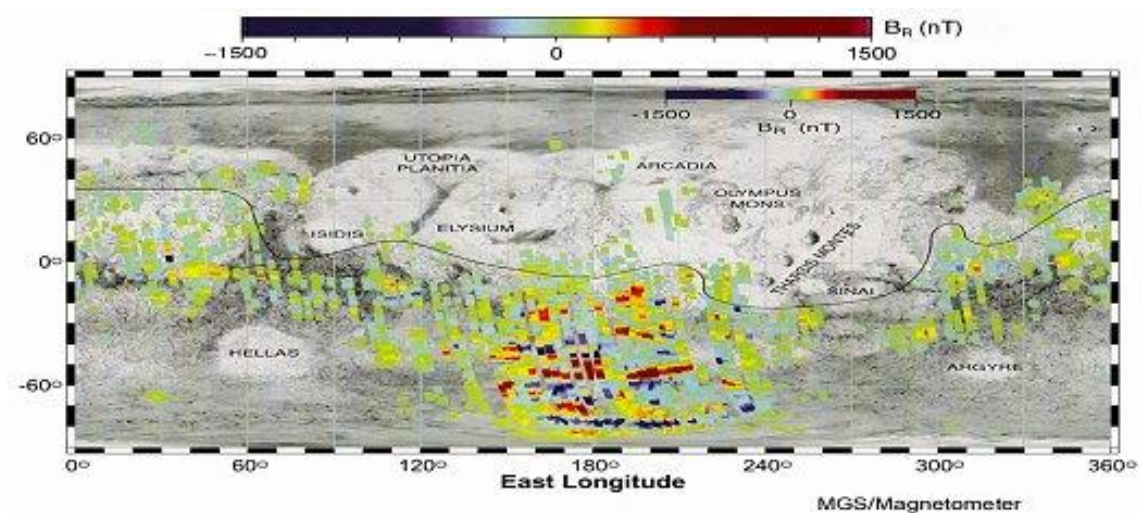 B_R (nT)
−1500 0 1500
-1500 0 1500
B_R (nT)
60°
UTOPIA
PLANITIA
ARCADIA
OLYMPUS
MONS
ISIDIS
ELYSIUM
THARSIS MONTES
0°
SINAI
HELLAS
ARGYRE
-60°
0° 60° 120° 180° 240° 300° 360°
East Longitude
MGS/Magnetometer